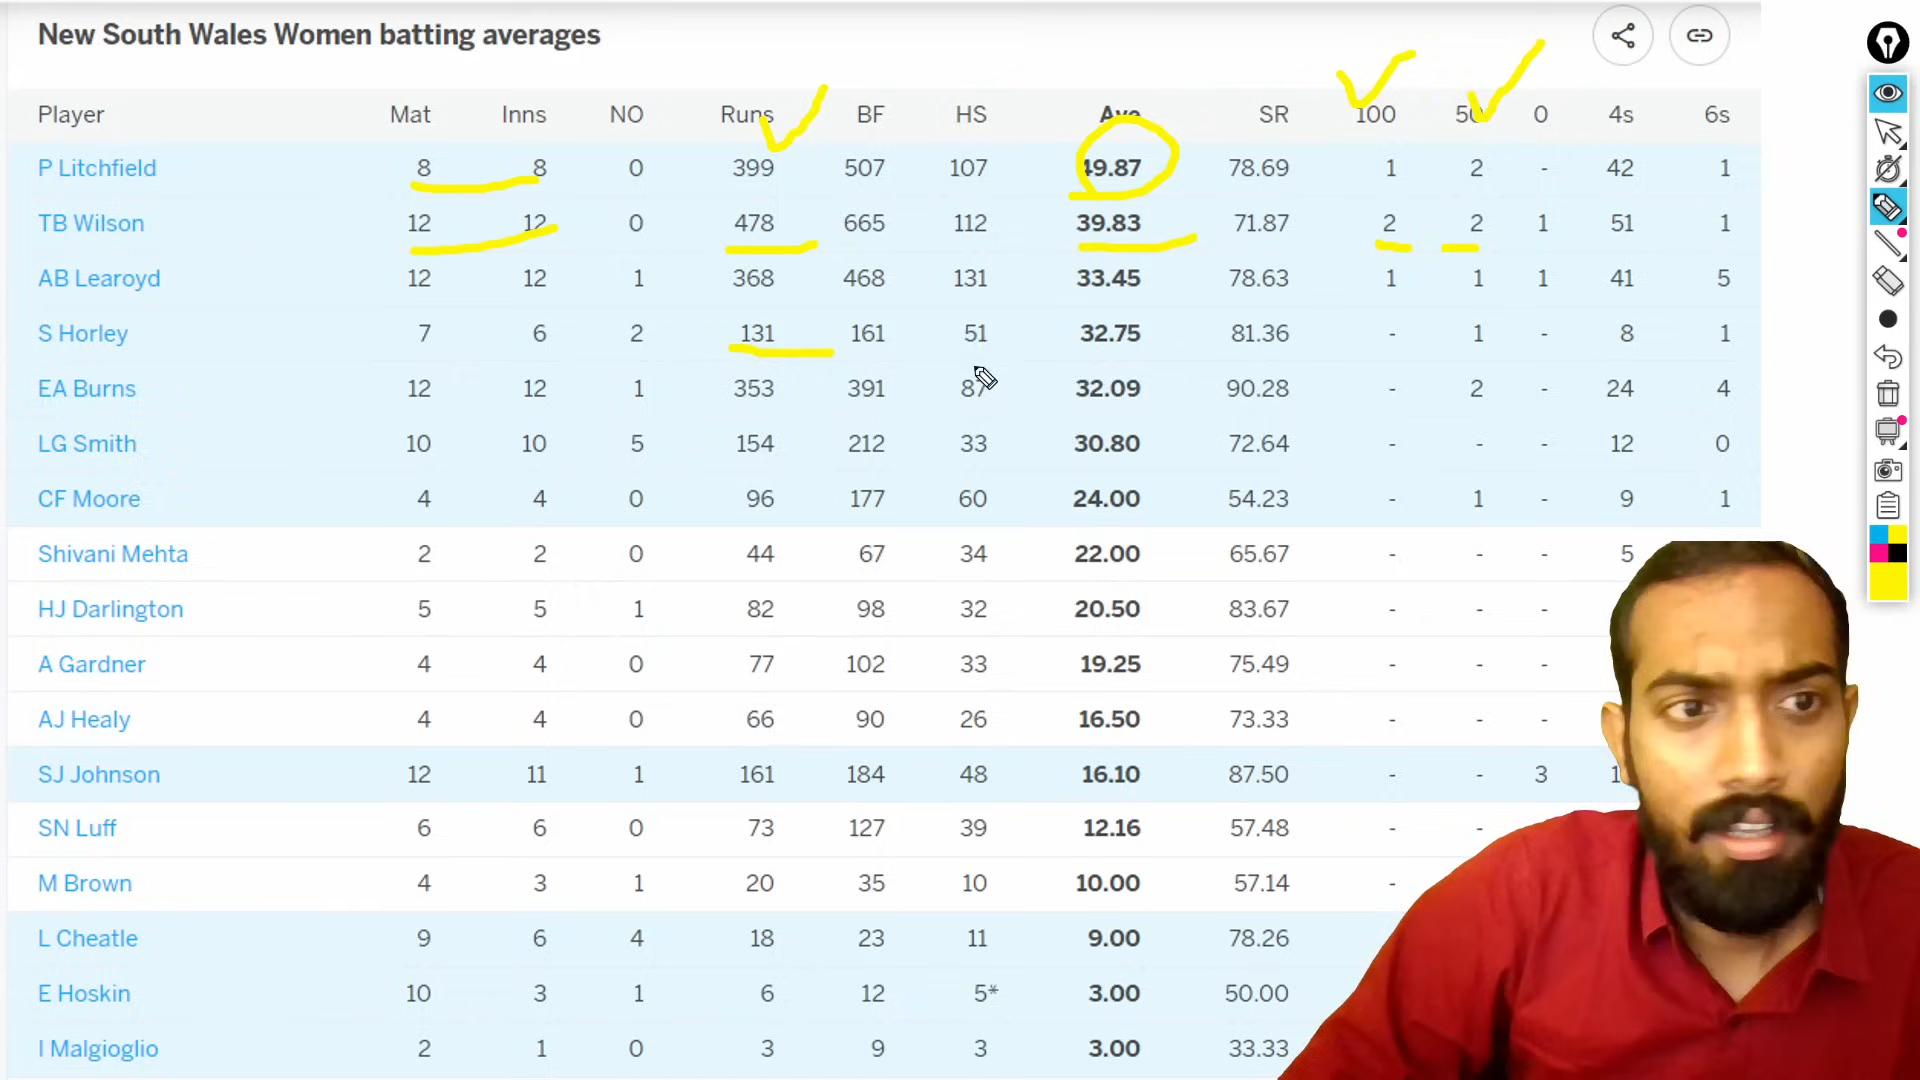 New South Wales Women batting averages
Player Mat Inns NO Runs BF HS Ave SR 100 50 0 4s 6s
P Litchfield 8 8 0 399 507 107 49.87 78.69 1 2 - 42 1
TB Wilson 12 12 0 478 665 112 39.83 71.87 2 2 1 51 1
AB Learoyd 12 12 1 368 468 131 33.45 78.63 1 1 1 41 5
S Horley 7 6 2 131 161 51 32.75 81.36 - 1 - 8 1
EA Burns 12 12 1 353 391 87 32.09 90.28 - 2 - 24 4
LG Smith 10 10 5 154 212 33 30.80 72.64 - - - 12 0
CF Moore 4 4 0 96 177 60 24.00 54.23 - 1 - 9 1
Shivani Mehta 2 2 0 44 67 34 22.00 65.67 - - - 5
HJ Darlington 5 5 1 82 98 32 20.50 83.67 - - -
A Gardner 4 4 0 77 102 33 19.25 75.49 - - -
AJ Healy 4 4 0 66 90 26 16.50 73.33 - - -
SJ Johnson 12 11 1 161 184 48 16.10 87.50 - - 3
SN Luff 6 6 0 73 127 39 12.16 57.48 - -
M Brown 4 3 1 20 35 10 10.00 57.14 -
L Cheatle 9 6 4 18 23 11 9.00 78.26
E Hoskin 10 3 1 6 12 5* 3.00 50.00
I Malgioglio 2 1 0 3 9 3 3.00 33.33